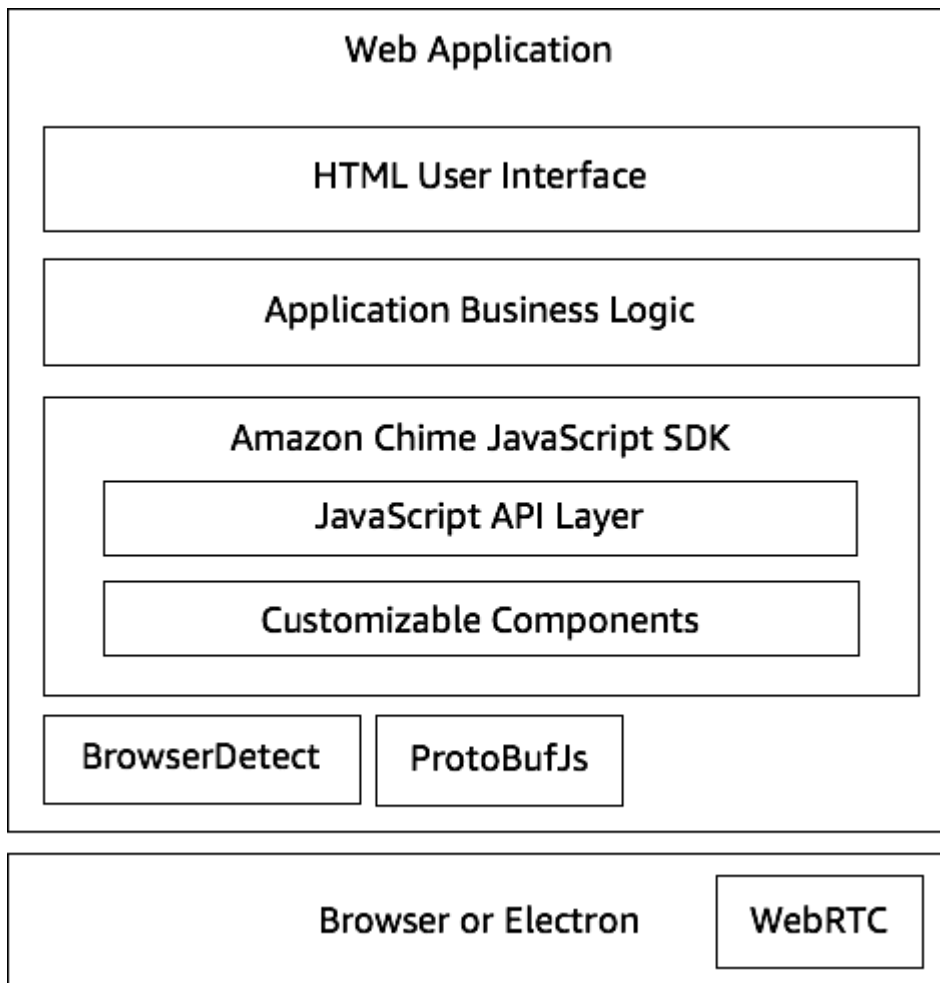 Web Application
HTML User Interface
Application Business Logic
Amazon Chime JavaScript SDK
JavaScript API Layer
Customizable Components
BrowserDetect
ProtoBufJs
Browser or Electron
WebRTC